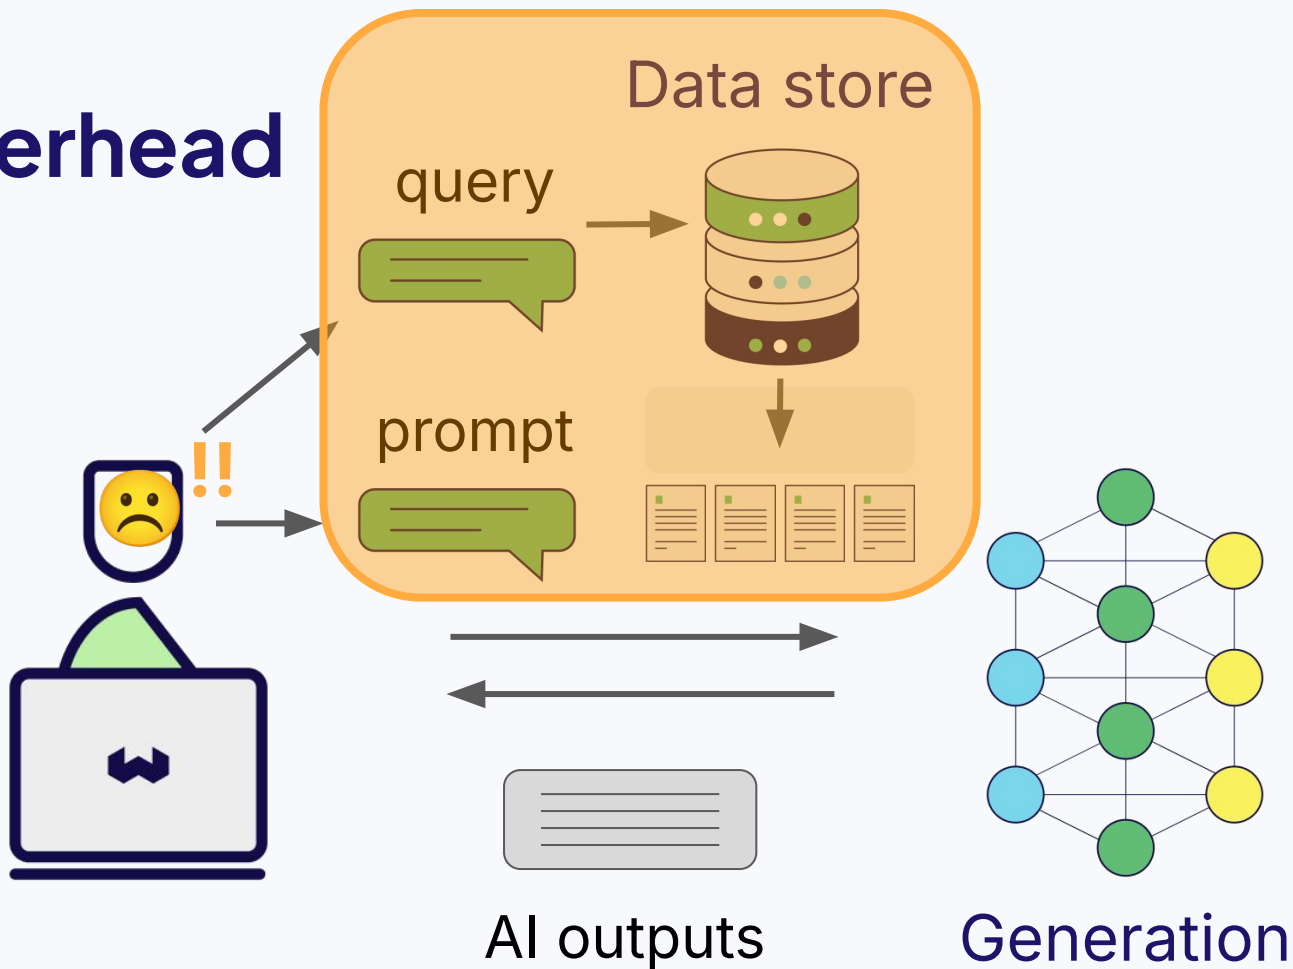 Data store
erhead
query
prompt
!!
AI outputs
Generation